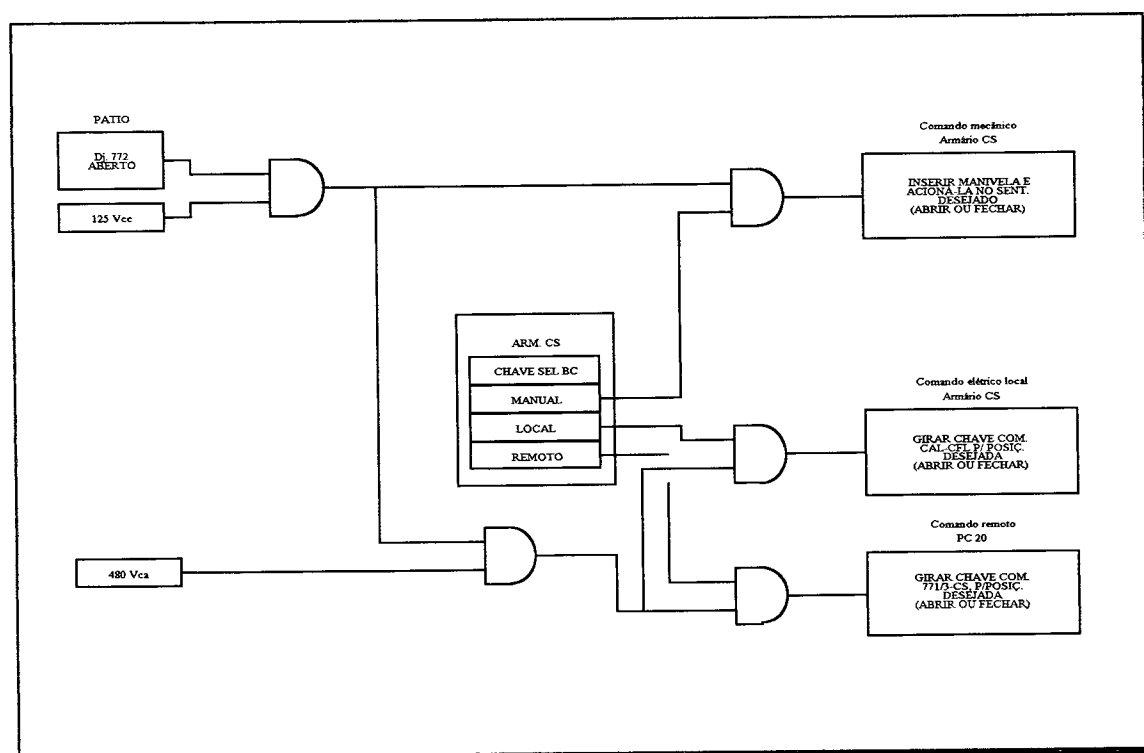 PATIO
Dj. 772
ABERTO
125 Vcc
Comando mecânico
Armário CS
INSERIR MANIVELA E
ACIONÁ-LA NO SENT.
DESEJADO
(ABRIR OU FECHAR)
ARM. CS
CHAVE SEL BC
MANUAL
LOCAL
REMOTO
Comando elétrico local
Armário CS
GIRAR CHAVE COM.
CAL-CFL P/ POSIÇ.
DESEJADA
(ABRIR OU FECHAR)
480 Vca
Comando remoto
PC 20
GIRAR CHAVE COM.
771/3-CS, P/POSIÇ.
DESEJADA
(ABRIR OU FECHAR)